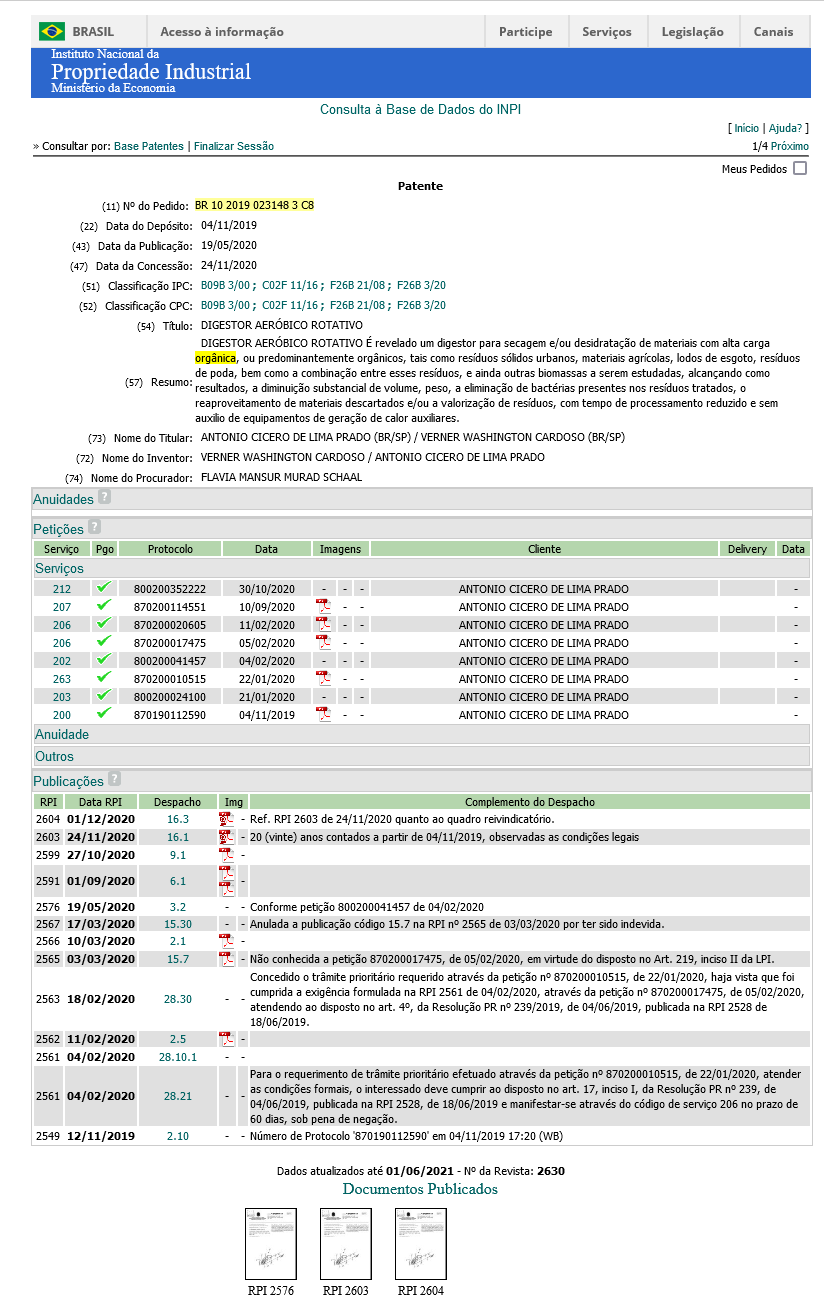 BRASIL Acesso à informação Participe Serviços Legislação Canais
Instituto Nacional da
Propriedade Industrial
Ministério da Economia
Consulta à Base de Dados do INPI
[ Início | Ajuda? ]
» Consultar por: Base Patentes | Finalizar Sessão 1/4 Próximo
Meus Pedidos
Patente
(11) Nº do Pedido: BR 10 2019 023148 3 C8
(22) Data do Depósito: 04/11/2019
(43) Data da Publicação: 19/05/2020
(47) Data da Concessão: 24/11/2020
(51) Classificação IPC: B09B 3/00 ; C02F 11/16 ; F26B 21/08 ; F26B 3/20
(52) Classificação CPC: B09B 3/00 ; C02F 11/16 ; F26B 21/08 ; F26B 3/20
(54) Título: DIGESTOR AERÓBICO ROTATIVO
(57) Resumo: DIGESTOR AERÓBICO ROTATIVO É revelado um digestor para secagem e/ou desidratação de materiais com alta carga
orgânica, ou predominantemente orgânicos, tais como resíduos sólidos urbanos, materiais agrícolas, lodos de esgoto, resíduos
de poda, bem como a combinação entre esses resíduos, e ainda outras biomassas a serem estudadas, alcançando como
resultados, a diminuição substancial de volume, peso, a eliminação de bactérias presentes nos resíduos tratados, o
reaproveitamento de materiais descartados e/ou a valorização de resíduos, com tempo de processamento reduzido e sem
auxilio de equipamentos de geração de calor auxiliares.
(73) Nome do Titular: ANTONIO CICERO DE LIMA PRADO (BR/SP) / VERNER WASHINGTON CARDOSO (BR/SP)
(72) Nome do Inventor: VERNER WASHINGTON CARDOSO / ANTONIO CICERO DE LIMA PRADO
(74) Nome do Procurador: FLAVIA MANSUR MURAD SCHAAL
Anuidades ?
Petições ?
Serviço Pgo Protocolo Data Imagens Cliente Delivery Data
Serviços
212 800200352222 30/10/2020 - - - ANTONIO CICERO DE LIMA PRADO -
207 870200114551 10/09/2020 - - ANTONIO CICERO DE LIMA PRADO -
206 870200020605 11/02/2020 - - ANTONIO CICERO DE LIMA PRADO -
206 870200017475 05/02/2020 - - ANTONIO CICERO DE LIMA PRADO -
202 800200041457 04/02/2020 - - - ANTONIO CICERO DE LIMA PRADO -
263 870200010515 22/01/2020 - - ANTONIO CICERO DE LIMA PRADO -
203 800200024100 21/01/2020 - - - ANTONIO CICERO DE LIMA PRADO -
200 870190112590 04/11/2019 - - ANTONIO CICERO DE LIMA PRADO -
Anuidade
Outros
Publicações ?
RPI Data RPI Despacho Img Complemento do Despacho
2604 01/12/2020 16.3 - Ref. RPI 2603 de 24/11/2020 quanto ao quadro reivindicatório.
2603 24/11/2020 16.1 - 20 (vinte) anos contados a partir de 04/11/2019, observadas as condições legais
2599 27/10/2020 9.1 -
2591 01/09/2020 6.1 -
2576 19/05/2020 3.2 - - Conforme petição 800200041457 de 04/02/2020
2567 17/03/2020 15.30 - - Anulada a publicação código 15.7 na RPI nº 2565 de 03/03/2020 por ter sido indevida.
2566 10/03/2020 2.1 -
2565 03/03/2020 15.7 - Não conhecida a petição 870200017475, de 05/02/2020, em virtude do disposto no Art. 219, inciso II da LPI.
2563 18/02/2020 28.30 - - Concedido o trâmite prioritário requerido através da petição nº 870200010515, de 22/01/2020, haja vista que foi
cumprida a exigência formulada na RPI 2561 de 04/02/2020, através da petição nº 870200017475, de 05/02/2020,
atendendo ao disposto no art. 4º, da Resolução PR nº 239/2019, de 04/06/2019, publicada na RPI 2528 de
18/06/2019.
2562 11/02/2020 2.5 -
2561 04/02/2020 28.10.1 - -
2561 04/02/2020 28.21 - - Para o requerimento de trâmite prioritário efetuado através da petição nº 870200010515, de 22/01/2020, atender
as condições formais, o interessado deve cumprir ao disposto no art. 17, inciso I, da Resolução PR nº 239, de
04/06/2019, publicada na RPI 2528, de 18/06/2019 e manifestar-se através do código de serviço 206 no prazo de
60 dias, sob pena de negação.
2549 12/11/2019 2.10 - - Número de Protocolo '870190112590' em 04/11/2019 17:20 (WB)
Dados atualizados até 01/06/2021 - Nº da Revista: 2630
Documentos Publicados
RPI 2576 RPI 2603 RPI 2604